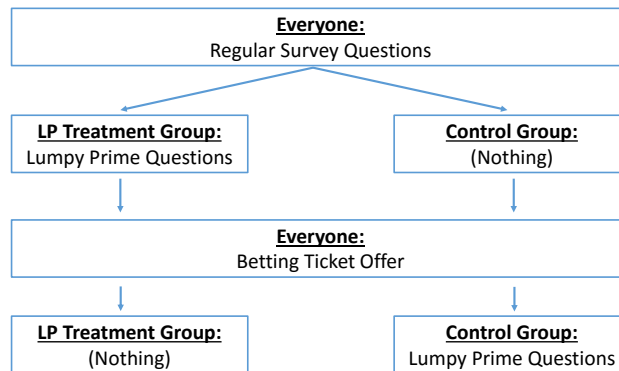 Everyone:
Regular Survey Questions
LP Treatment Group:
Lumpy Prime Questions
Control Group:
(Nothing)
Everyone:
Betting Ticket Offer
LP Treatment Group:
(Nothing)
Control Group:
Lumpy Prime Questions